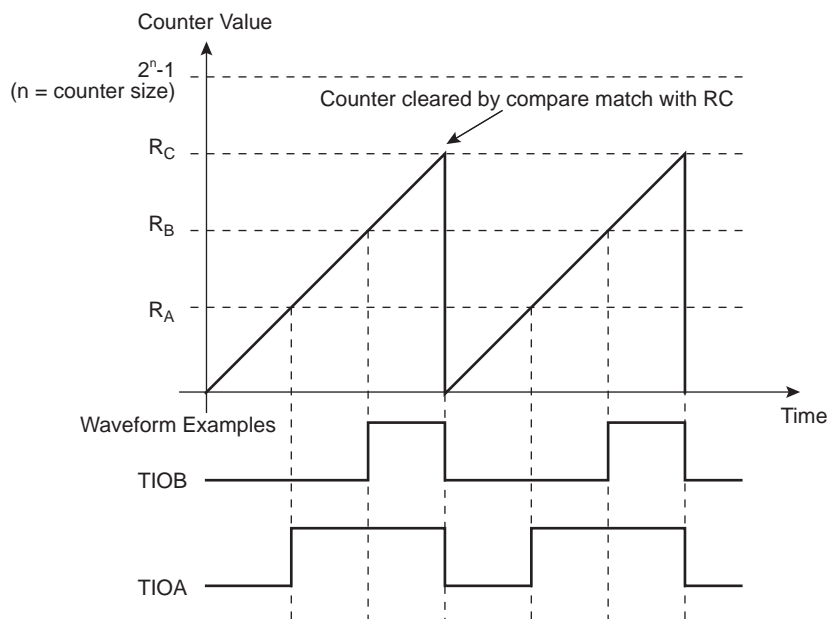 Counter Value
2ⁿ-1
(n = counter size)
Counter cleared by compare match with RC
R_C
R_B
R_A
Time
Waveform Examples
TIOB
TIOA